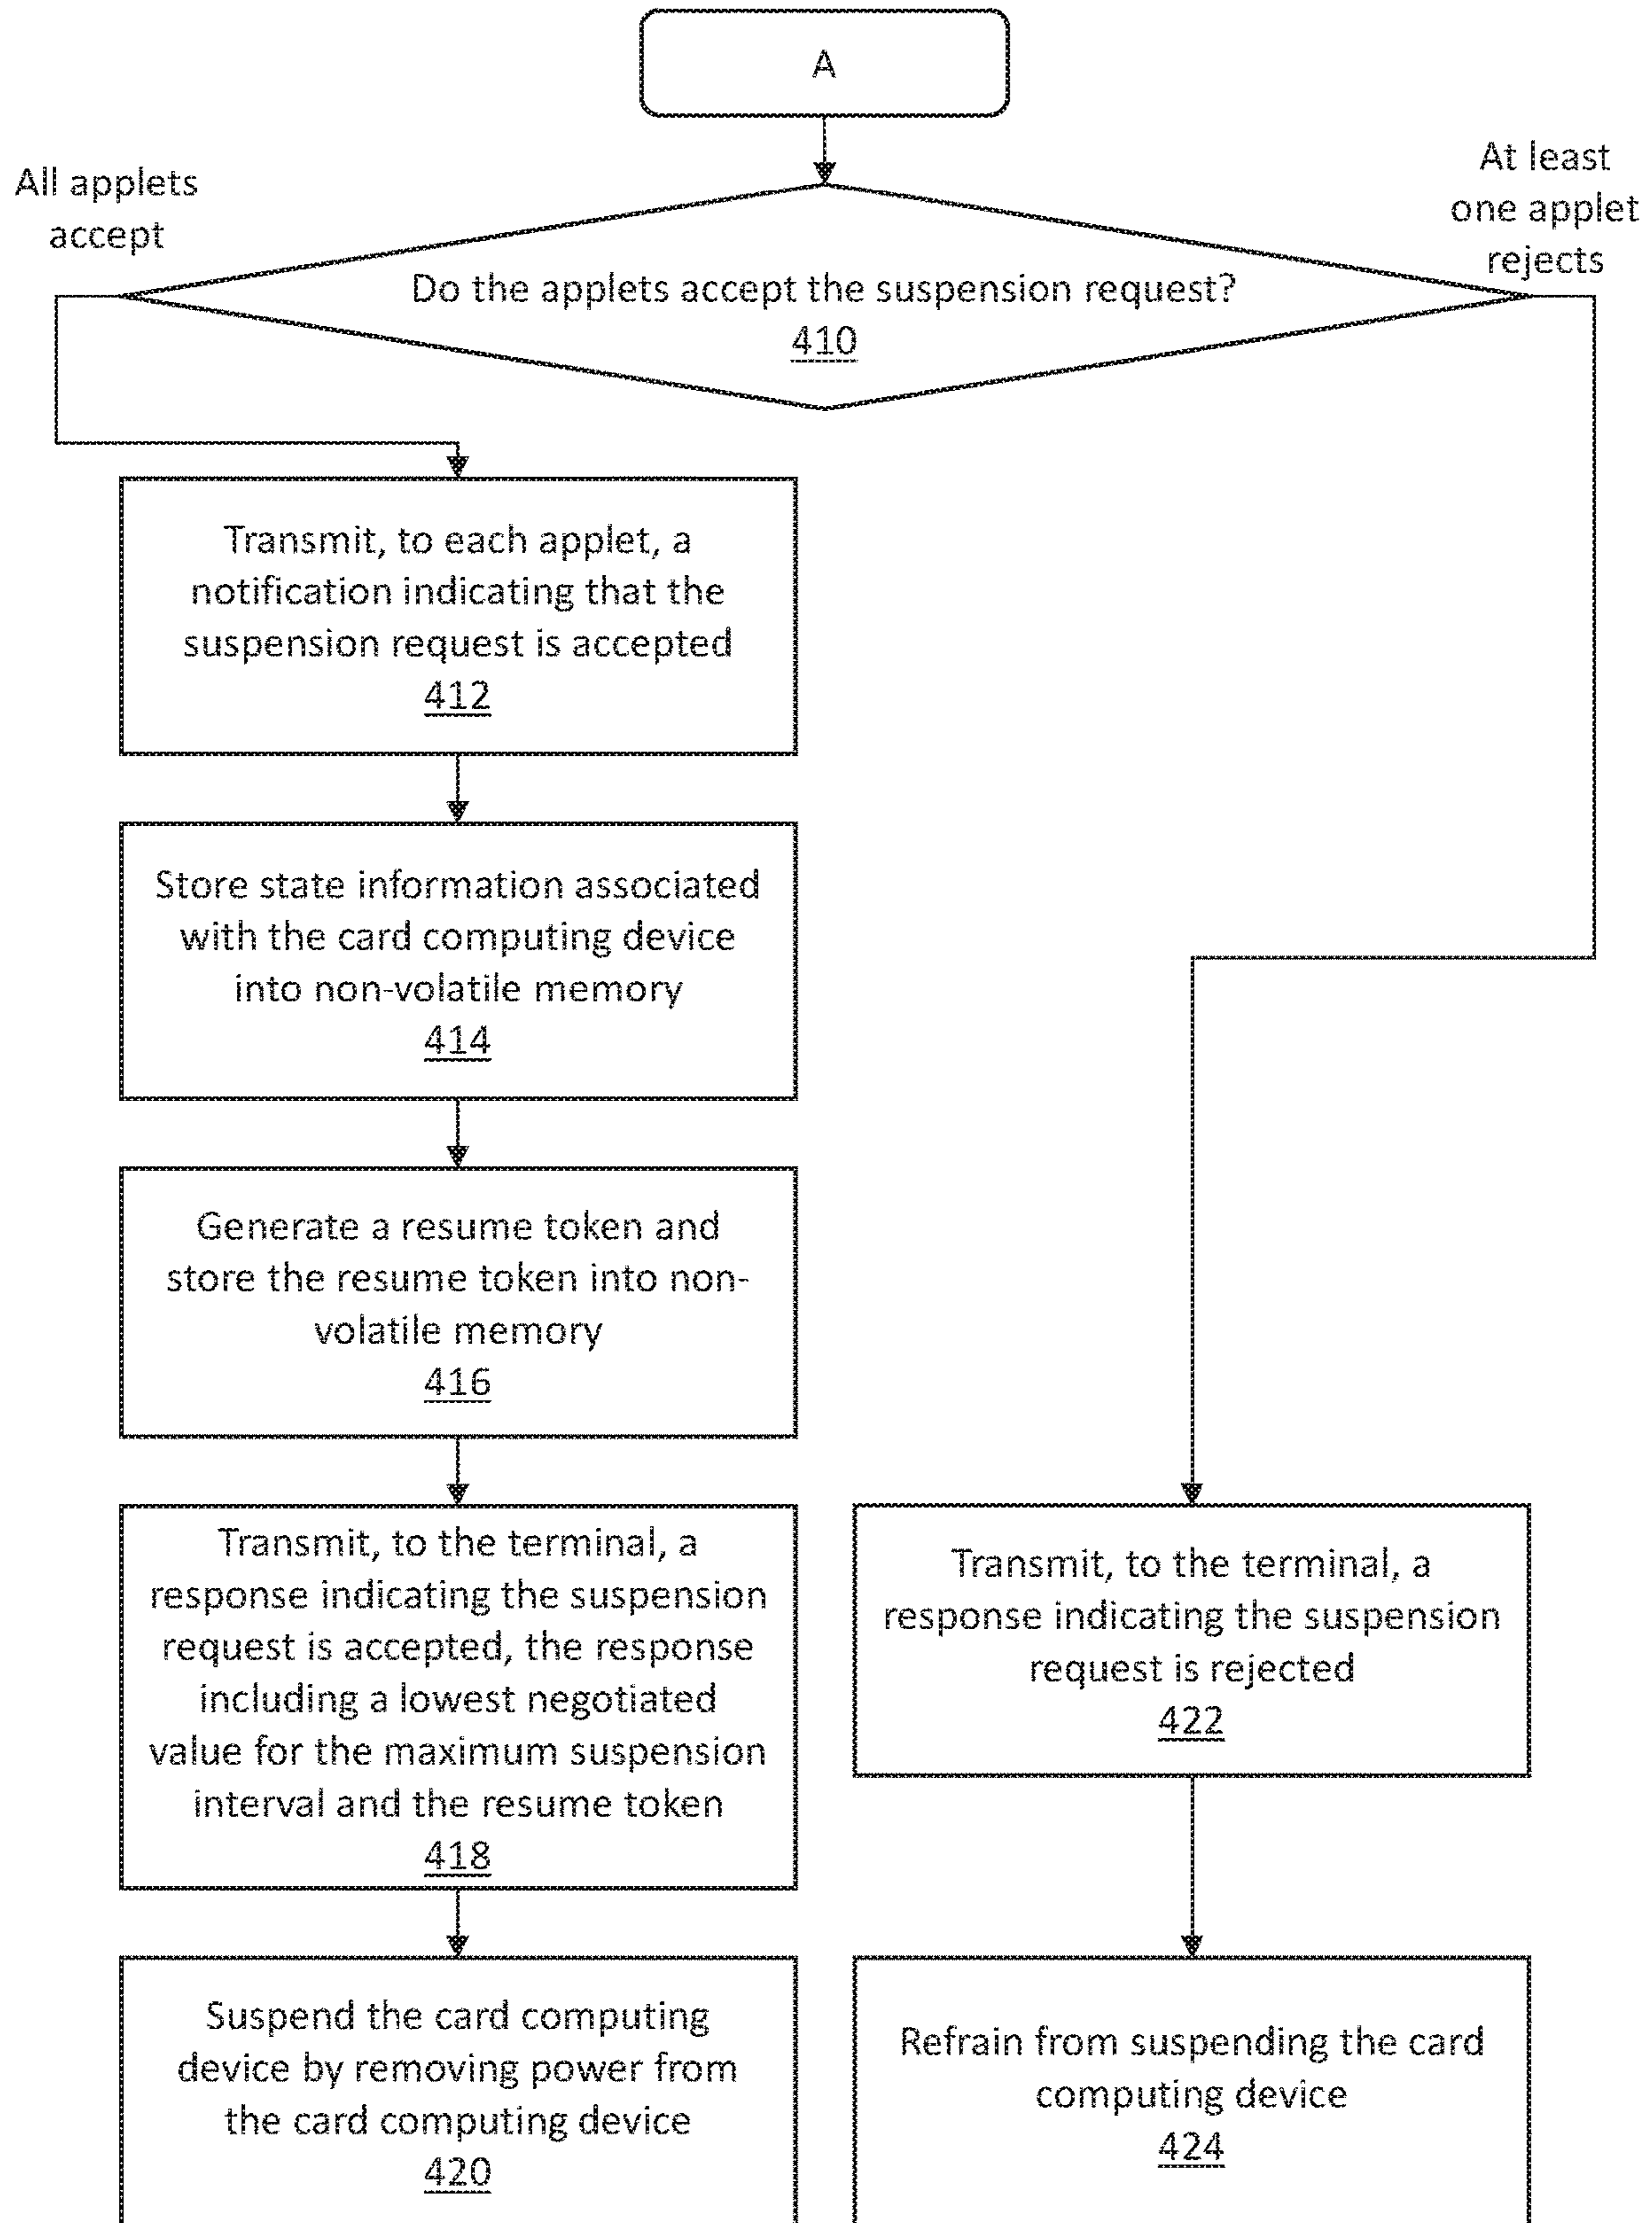 A
All applets
accept
At least
one applet
rejects
Do the applets accept the suspension request?
410
Transmit, to each applet, a
notification indicating that the
suspension request is accepted
412
Store state information associated
with the card computing device
into non-volatile memory
414
Generate a resume token and
store the resume token into non-
volatile memory
416
Transmit, to the terminal, a
response indicating the suspension
request is accepted, the response
including a lowest negotiated
value for the maximum suspension
interval and the resume token
418
Transmit, to the terminal, a
response indicating the suspension
request is rejected
422
Suspend the card computing
device by removing power from
the card computing device
420
Refrain from suspending the card
computing device
424